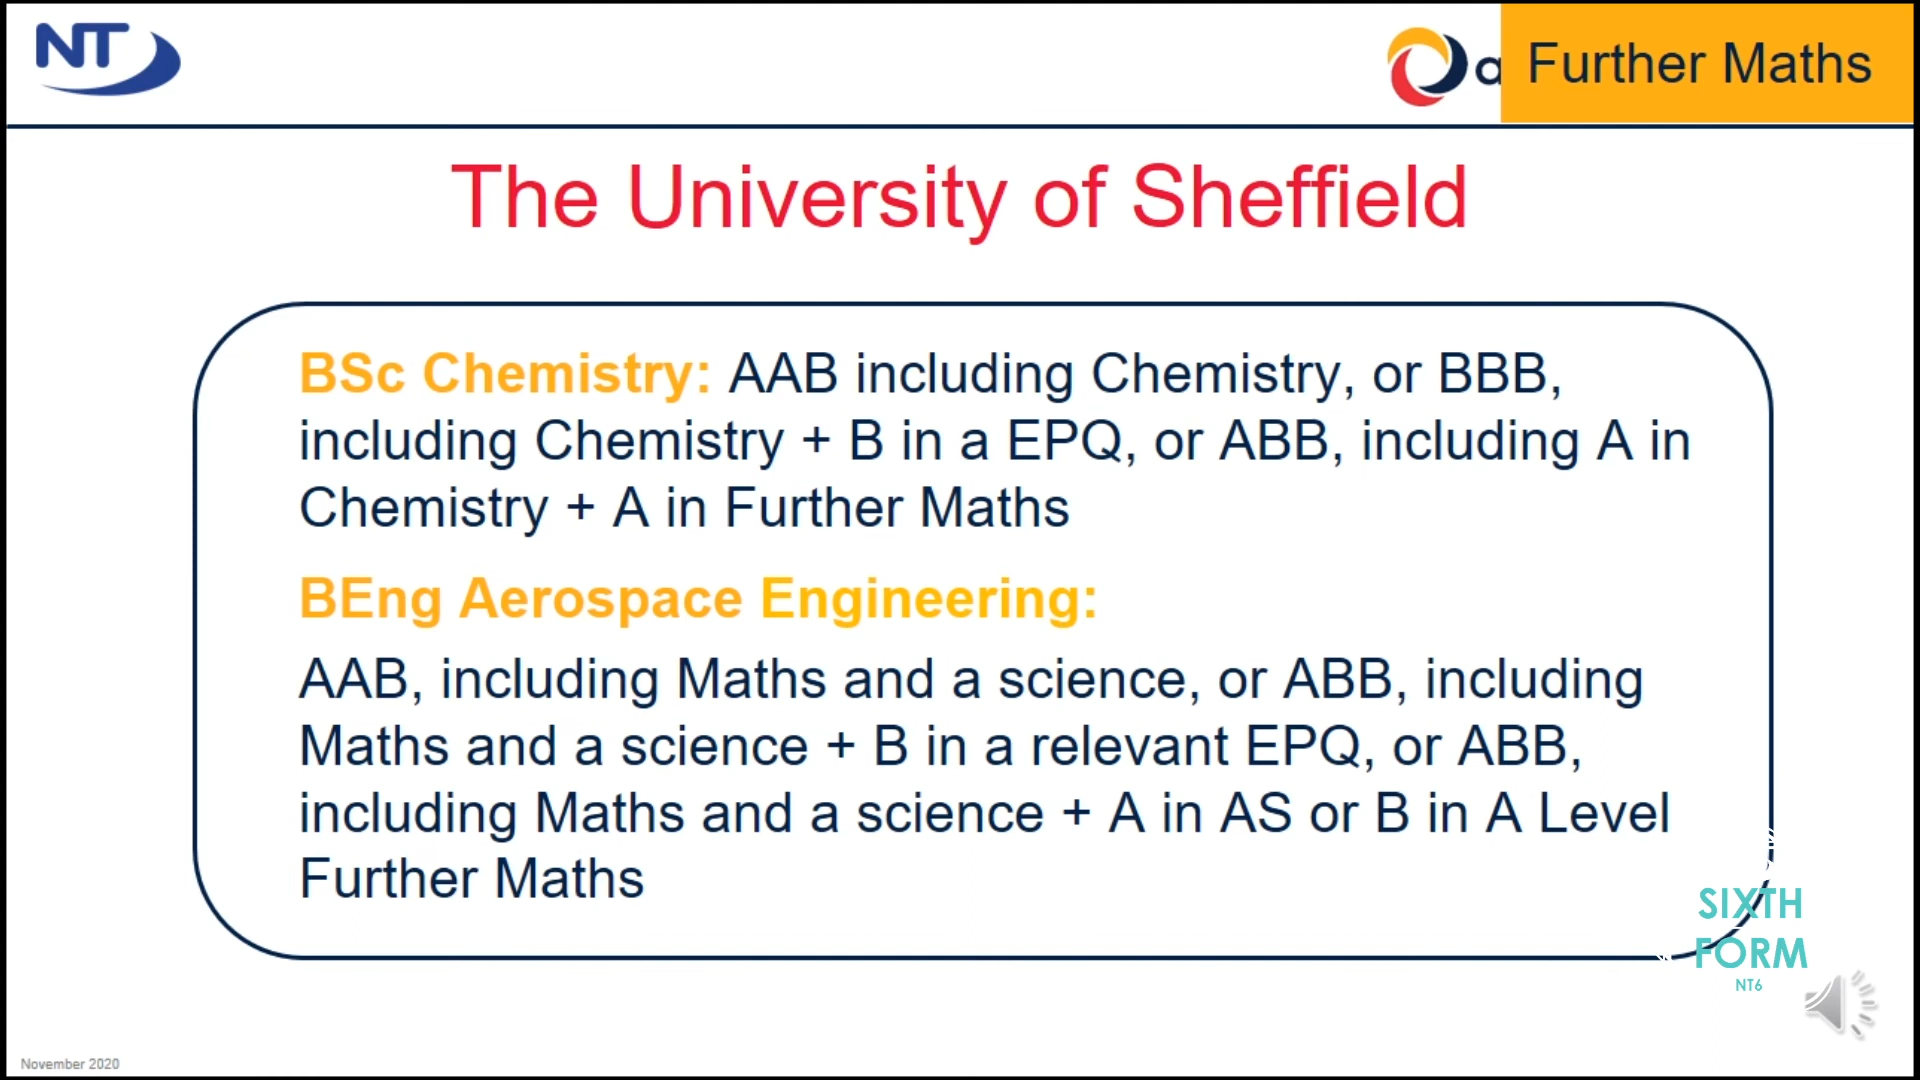 NT
a
Further Maths
The University of Sheffield
BSc Chemistry: AAB including Chemistry, or BBB,
including Chemistry + B in a EPQ, or ABB, including A in
Chemistry + A in Further Maths
BEng Aerospace Engineering:
AAB, including Maths and a science, or ABB, including
Maths and a science + B in a relevant EPQ, or ABB,
including Maths and a science + A in AS or B in A Level
Further Maths
SIXTH
FORM
NT6
November 2020